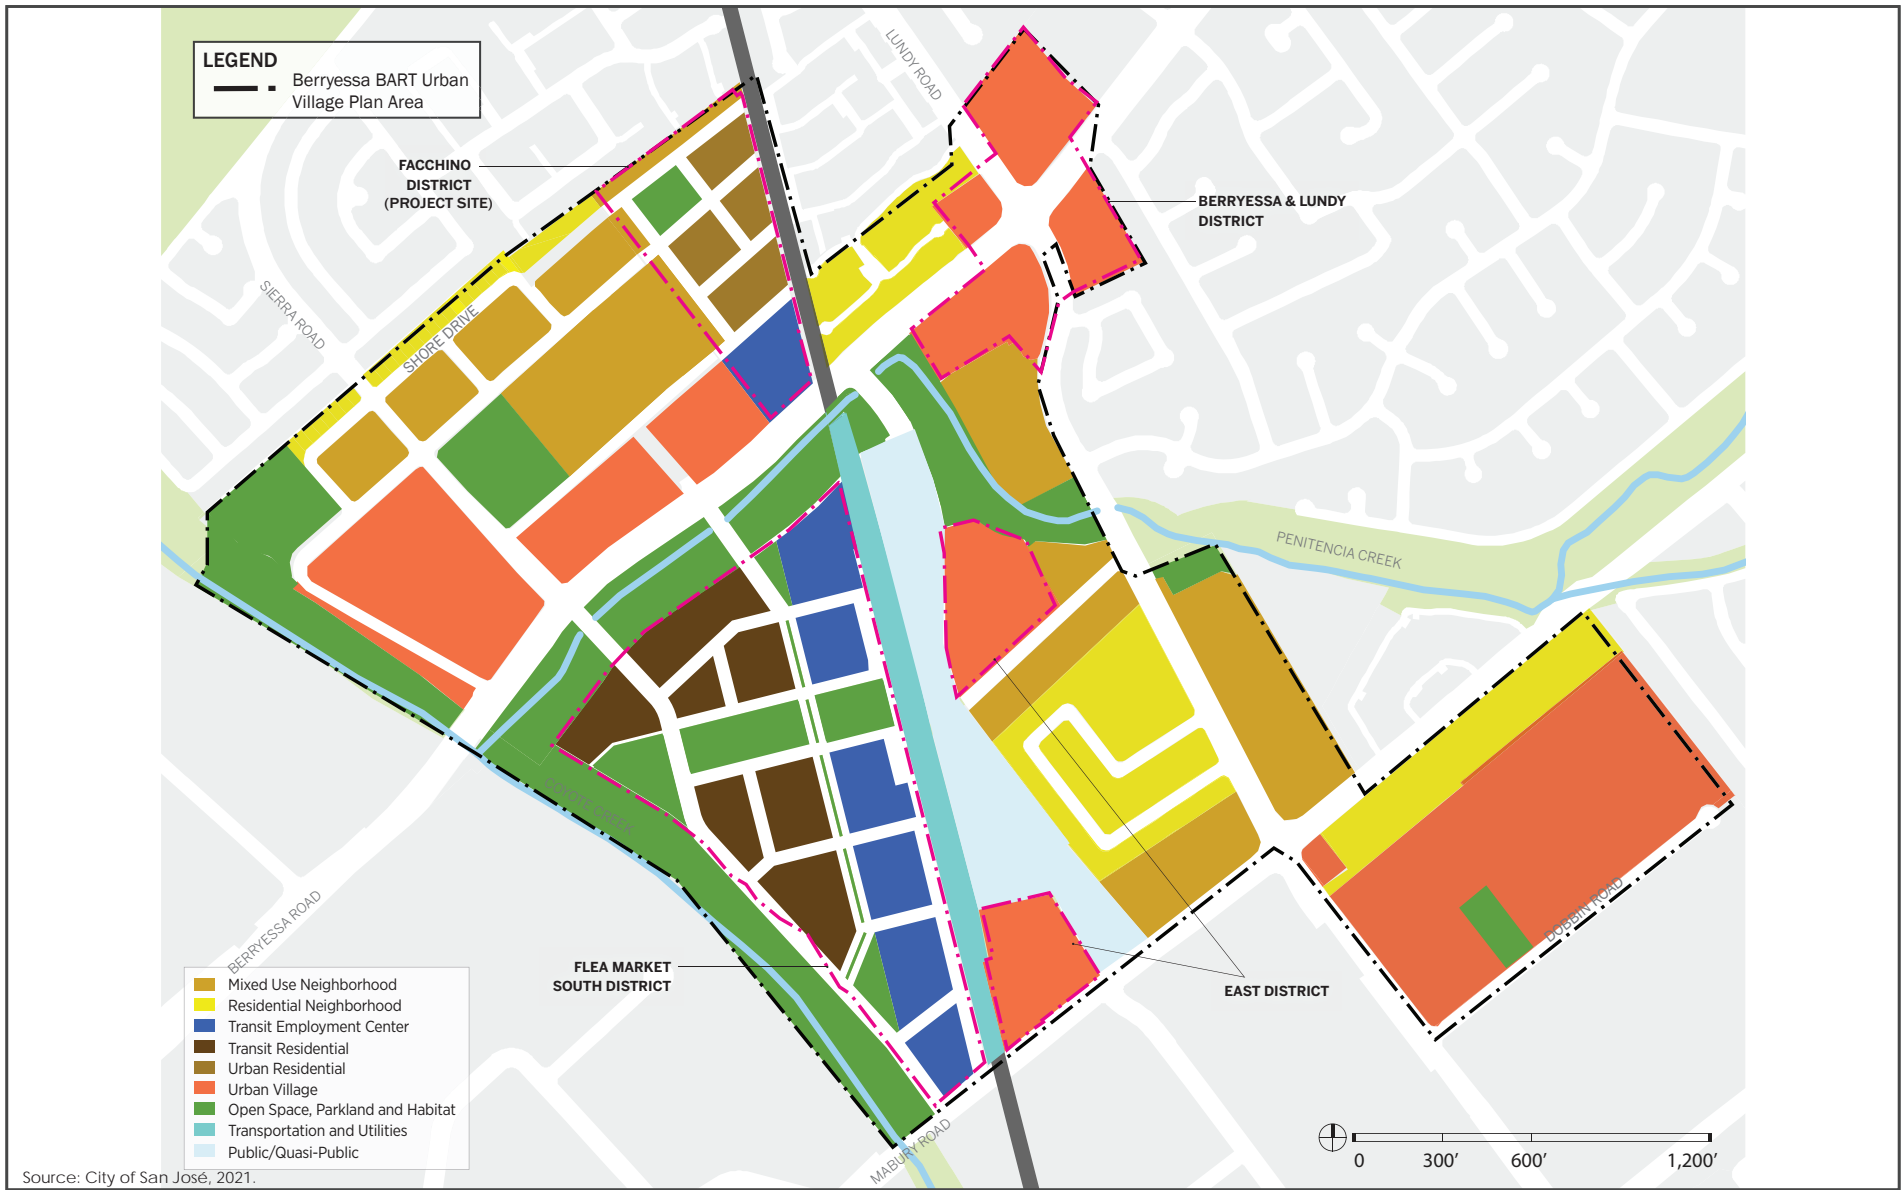 LEGEND
Berryessa BART Urban
Village Plan Area
LUNDY ROAD
FACCHINO
DISTRICT
(PROJECT SITE)
BERRYESSA & LUNDY
DISTRICT
SIERRA ROAD
SHORE DRIVE
PENITENCIA CREEK
COYOTE CREEK
BERRYESSA ROAD
DOBBIN ROAD
FLEA MARKET
SOUTH DISTRICT
EAST DISTRICT
Mixed Use Neighborhood
Residential Neighborhood
Transit Employment Center
Transit Residential
Urban Residential
Urban Village
Open Space, Parkland and Habitat
Transportation and Utilities
Public/Quasi-Public
MABURY ROAD
0 300’ 600’ 1,200’
Source: City of San José, 2021.